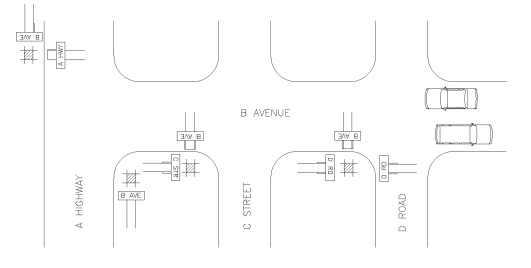 B AVE
A HWY
B AVENUE
B AVE
B AVE
C STR
D RD
D RD
B AVE
A HIGHWAY
C STREET
D ROAD